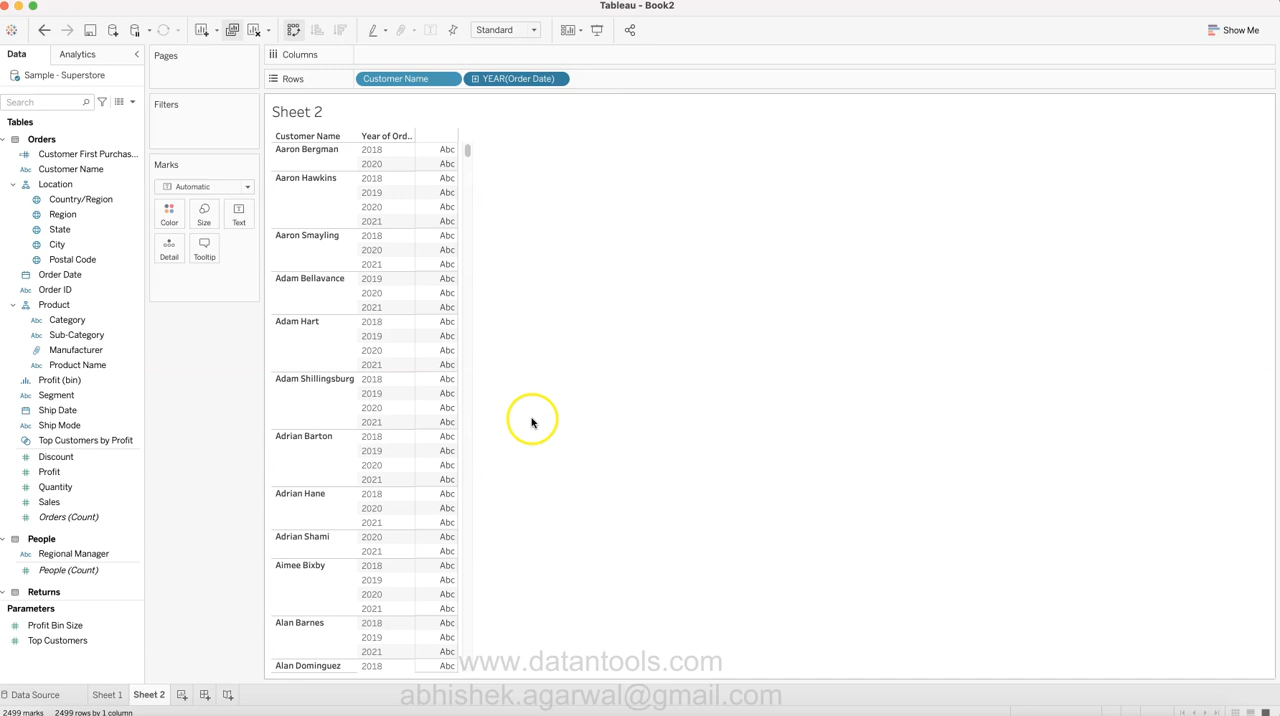 Tableau - Book2
Standard
Show Me
Data
Analytics
Pages
Columns
Sample - Superstore
Rows
Customer Name
YEAR(Order Date)
Search
Filters
Sheet 2
Tables
Orders
Customer First Purchas...
Customer Name
Location
Country/Region
Region
State
City
Postal Code
Order Date
Order ID
Product
Category
Sub-Category
Manufacturer
Product Name
Profit (bin)
Segment
Ship Date
Ship Mode
Top Customers by Profit
Discount
Profit
Quantity
Sales
Orders (Count)
People
Regional Manager
People (Count)
Returns
Parameters
Profit Bin Size
Top Customers
Marks
Automatic
Color Size Text
Detail Tooltip
Customer Name Year of Ord..
Aaron Bergman 2018 Abc
2020 Abc
Aaron Hawkins 2018 Abc
2019 Abc
2020 Abc
2021 Abc
Aaron Smayling 2018 Abc
2020 Abc
2021 Abc
Adam Bellavance 2019 Abc
2020 Abc
2021 Abc
Adam Hart 2018 Abc
2019 Abc
2020 Abc
2021 Abc
Adam Shillingsburg 2018 Abc
2019 Abc
2020 Abc
2021 Abc
Adrian Barton 2018 Abc
2019 Abc
2020 Abc
2021 Abc
Adrian Hane 2018 Abc
2020 Abc
2021 Abc
Adrian Shami 2020 Abc
2021 Abc
Aimee Bixby 2018 Abc
2019 Abc
2020 Abc
2021 Abc
Alan Barnes 2018 Abc
2019 Abc
2021 Abc
Alan Dominguez 2018 Abc
www.datantools.com
abhishek.agarwal@gmail.com
Data Source
Sheet 1
Sheet 2
2499 marks 2499 rows by 1 column